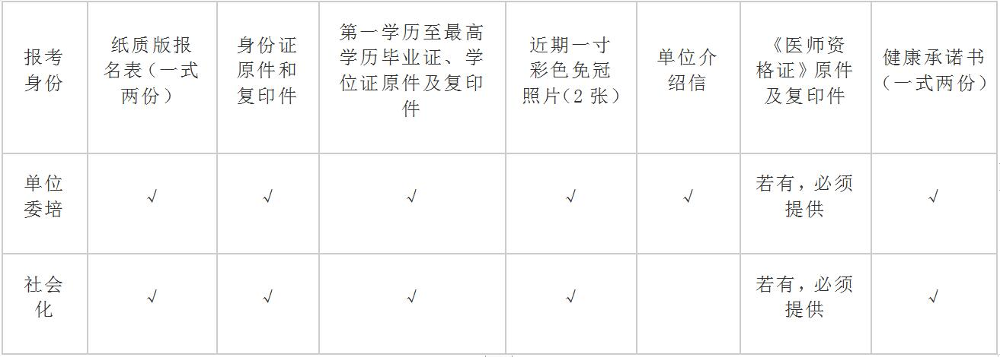 报考
身份
纸质版报
名表（一式
两份）
身份证
原件和
复印件
第一学历至最高
学历毕业证、学
位证原件及复印
件
近期一寸
彩色免冠
照片（2张）
单位介
绍信
《医师资
格证》原件
及复印件
健康承诺书
（一式两份）
单位
委培
√
√
√
√
√
若有，必须
提供
√
社会
化
√
√
√
√
若有，必须
提供
√